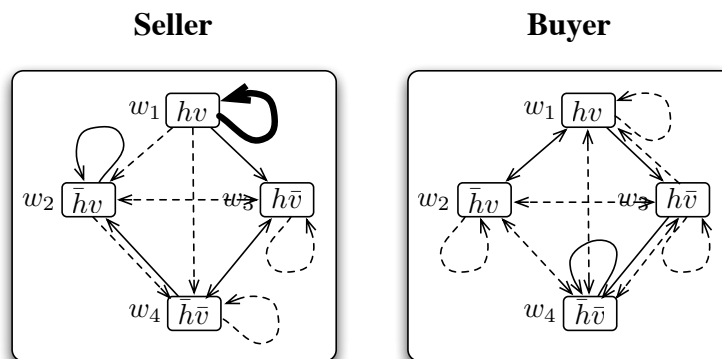 Seller Buyer
w₁ hv w₁ hv
w₂ h̄v w₃ hv̄ w₂ h̄v w₃ hv̄
w₄ h̄v̄ w₄ h̄v̄